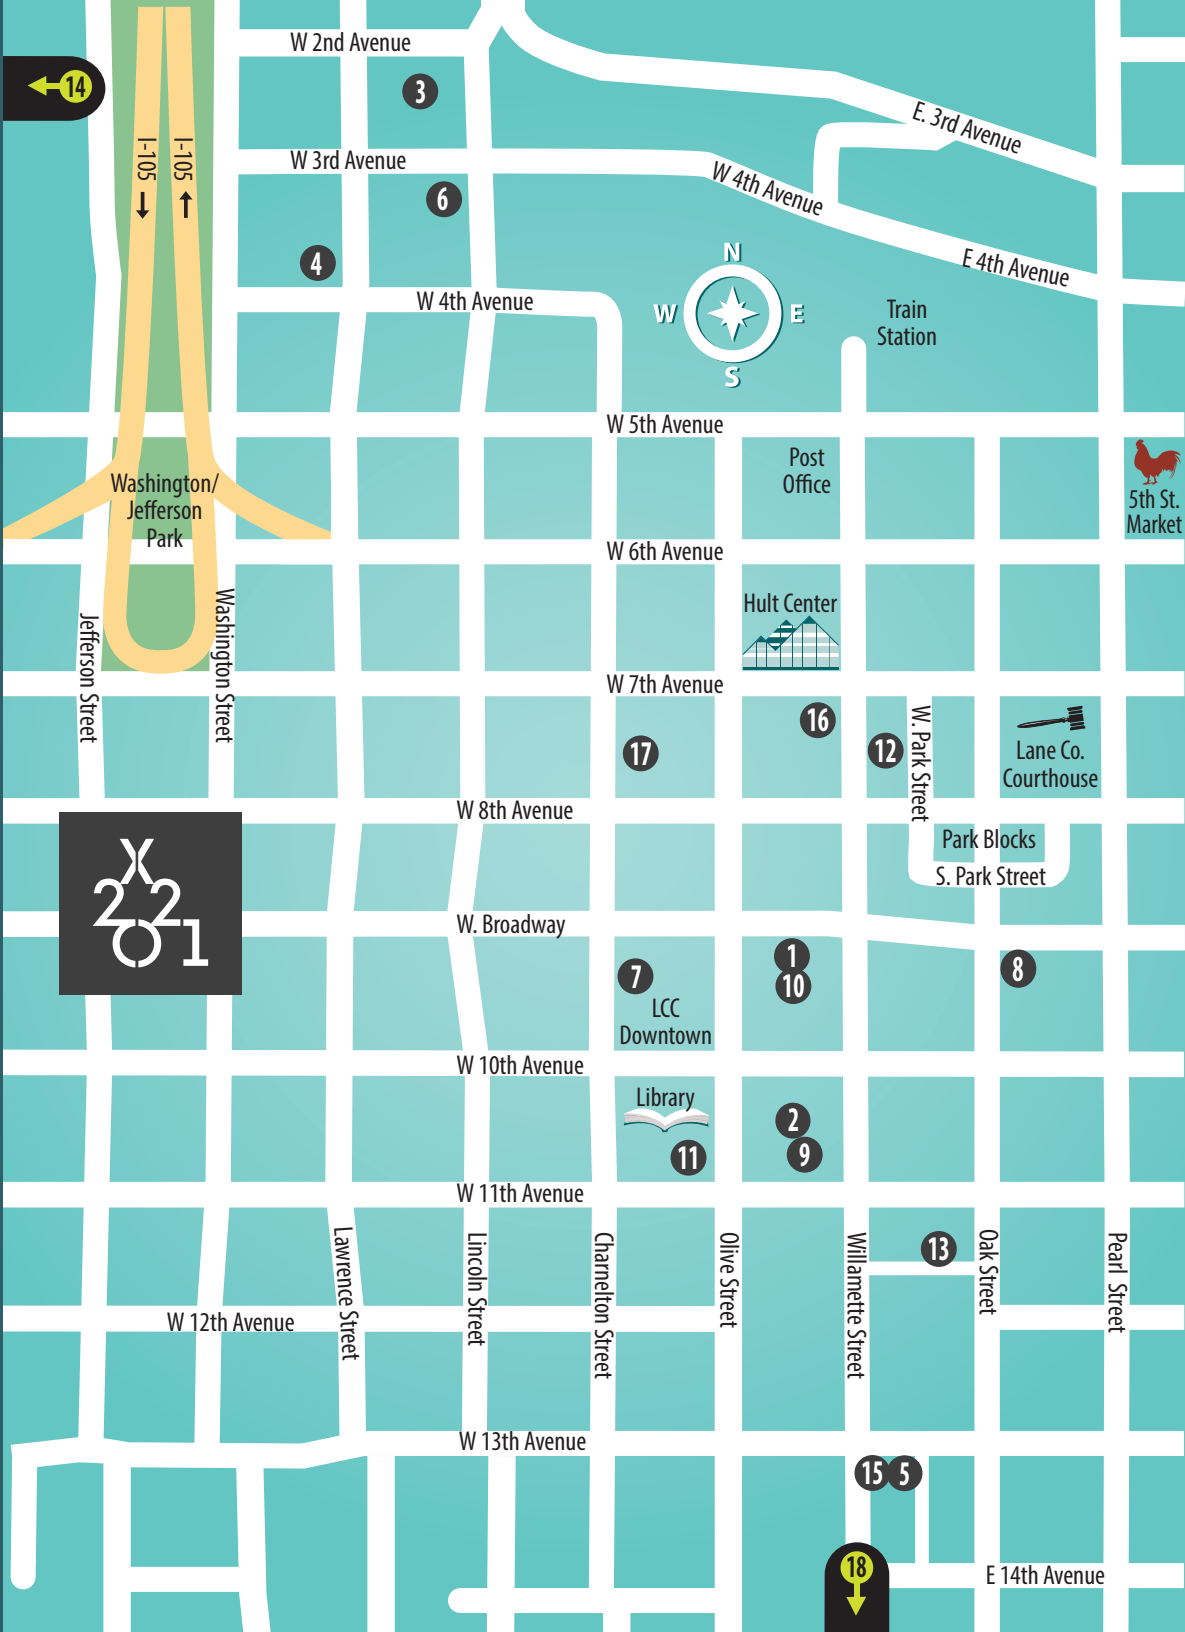 W 2nd Avenue
14
3
E. 3rd Avenue
I-105
I-105
W 3rd Avenue
W 4th Avenue
6
4
N
W
E
S
E 4th Avenue
W 4th Avenue
Train
Station
W 5th Avenue
Post
Office
5th St.
Market
Washington/
Jefferson
Park
W 6th Avenue
Hult Center
Jefferson Street
Washington Street
W 7th Avenue
16
17
12
W. Park Street
Lane Co.
Courthouse
W 8th Avenue
Park Blocks
S. Park Street
X
2 2
0 1
W. Broadway
1
10
7
8
LCC
Downtown
W 10th Avenue
Library
2
9
11
W 11th Avenue
Lawrence Street
Lincoln Street
Charnelton Street
Olive Street
Willamette Street
13
Oak Street
Pearl Street
W 12th Avenue
W 13th Avenue
15
5
18
E 14th Avenue